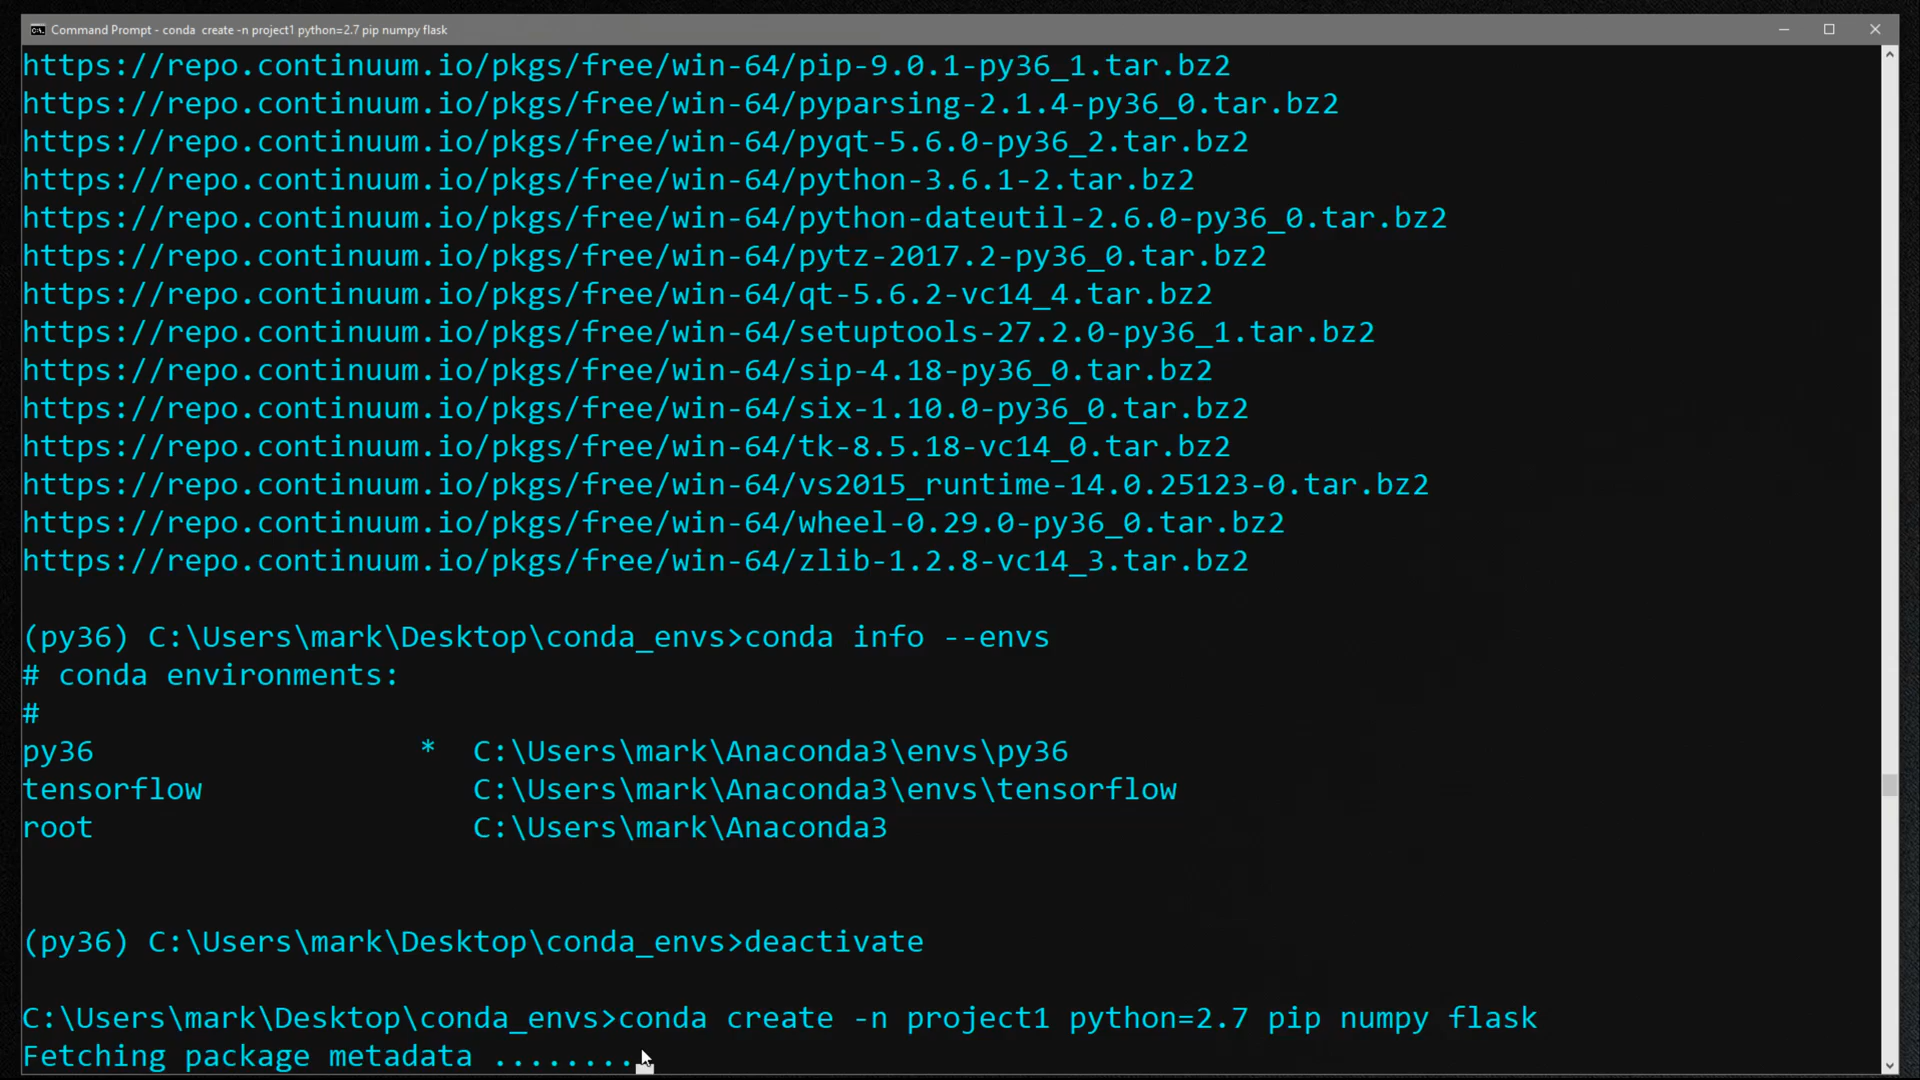 Command Prompt - conda  create -n project1 python=2.7 pip numpy flask
https://repo.continuum.io/pkgs/free/win-64/pip-9.0.1-py36_1.tar.bz2
https://repo.continuum.io/pkgs/free/win-64/pyparsing-2.1.4-py36_0.tar.bz2
https://repo.continuum.io/pkgs/free/win-64/pyqt-5.6.0-py36_2.tar.bz2
https://repo.continuum.io/pkgs/free/win-64/python-3.6.1-2.tar.bz2
https://repo.continuum.io/pkgs/free/win-64/python-dateutil-2.6.0-py36_0.tar.bz2
https://repo.continuum.io/pkgs/free/win-64/pytz-2017.2-py36_0.tar.bz2
https://repo.continuum.io/pkgs/free/win-64/qt-5.6.2-vc14_4.tar.bz2
https://repo.continuum.io/pkgs/free/win-64/setuptools-27.2.0-py36_1.tar.bz2
https://repo.continuum.io/pkgs/free/win-64/sip-4.18-py36_0.tar.bz2
https://repo.continuum.io/pkgs/free/win-64/six-1.10.0-py36_0.tar.bz2
https://repo.continuum.io/pkgs/free/win-64/tk-8.5.18-vc14_0.tar.bz2
https://repo.continuum.io/pkgs/free/win-64/vs2015_runtime-14.0.25123-0.tar.bz2
https://repo.continuum.io/pkgs/free/win-64/wheel-0.29.0-py36_0.tar.bz2
https://repo.continuum.io/pkgs/free/win-64/zlib-1.2.8-vc14_3.tar.bz2
(py36) C:\Users\mark\Desktop\conda_envs>conda info --envs
# conda environments:
#
py36                  *  C:\Users\mark\Anaconda3\envs\py36
tensorflow               C:\Users\mark\Anaconda3\envs\tensorflow
root                     C:\Users\mark\Anaconda3
(py36) C:\Users\mark\Desktop\conda_envs>deactivate
C:\Users\mark\Desktop\conda_envs>conda create -n project1 python=2.7 pip numpy flask
Fetching package metadata ........